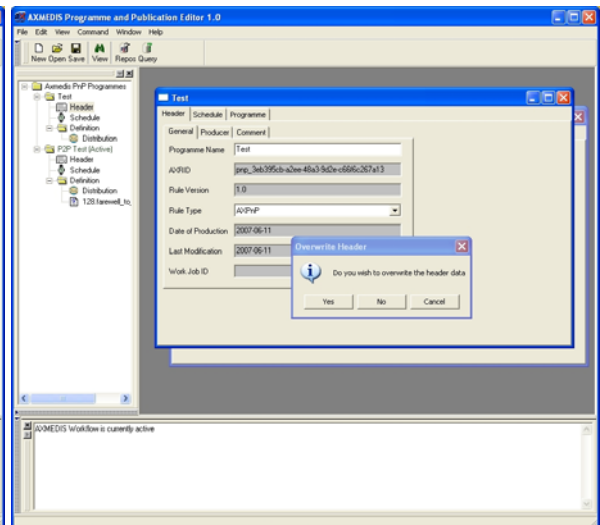 AXMEDIS Programme and Publication Editor 1.0
File Edit View Command Window Help
New Open Save View Repos Query
Axmedis PnP Programmes
Test
Header
Schedule
Definition
Distribution
P2P Test (Active)
Header
Schedule
Definition
Distribution
128.farewell_to_
Test
Header Schedule Programme
General Producer Comment
Programme Name Test
AXRID pnp_3eb395cb-a2ee-48a3-9d2e-c66f6c267a13
Rule Version 1.0
Rule Type AXPnP
Date of Production 2007-06-11
Last Modification 2007-06-11
Work Job ID
Overwrite Header
Do you wish to overwrite the header data
Yes No Cancel
AXMEDIS Workflow is currently active